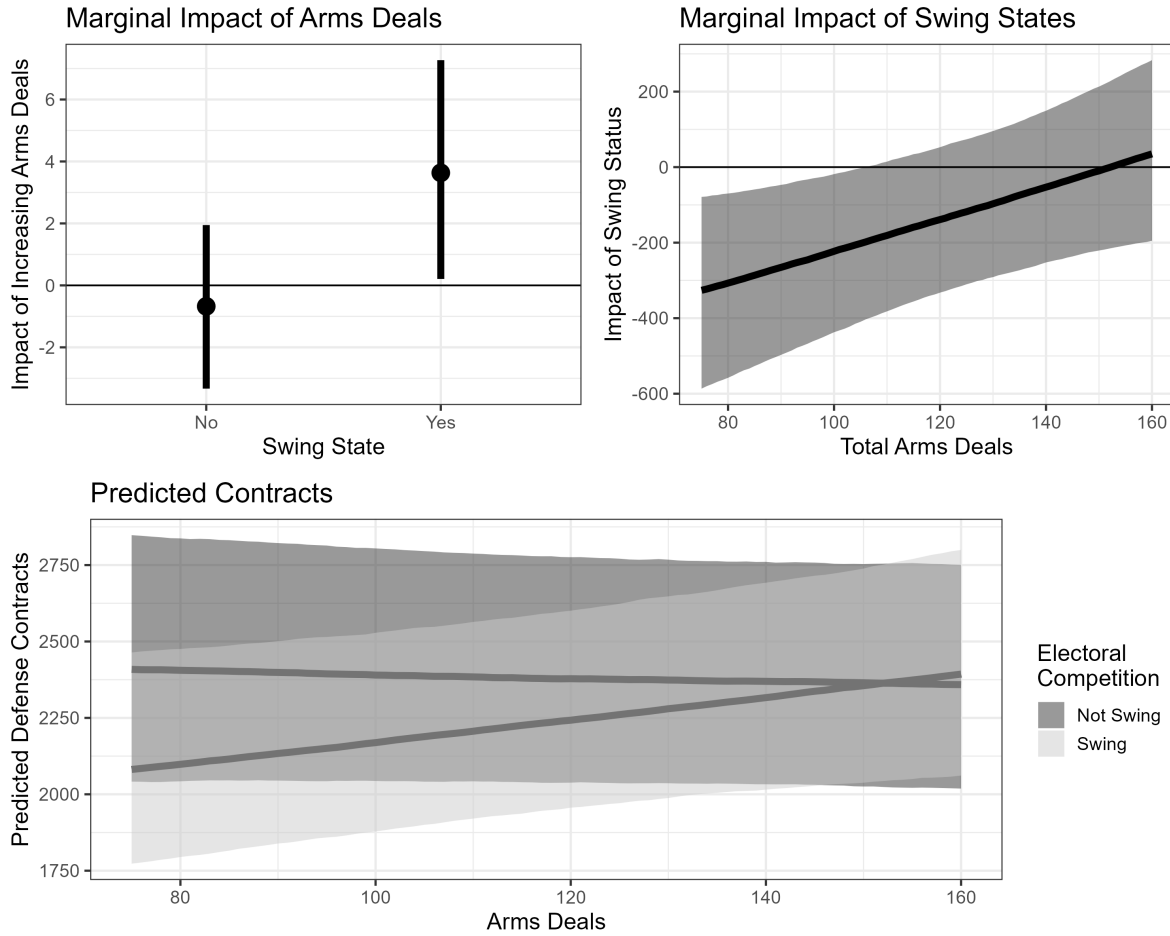 Marginal Impact of Arms Deals
Impact of Increasing Arms Deals
6
4
2
0
-2
No
Yes
Swing State
Marginal Impact of Swing States
Impact of Swing Status
200
0
-200
-400
-600
80
100
120
140
160
Total Arms Deals
Predicted Contracts
Predicted Defense Contracts
2750
2500
2250
2000
1750
80
100
120
140
160
Arms Deals
Electoral
Competition
Not Swing
Swing